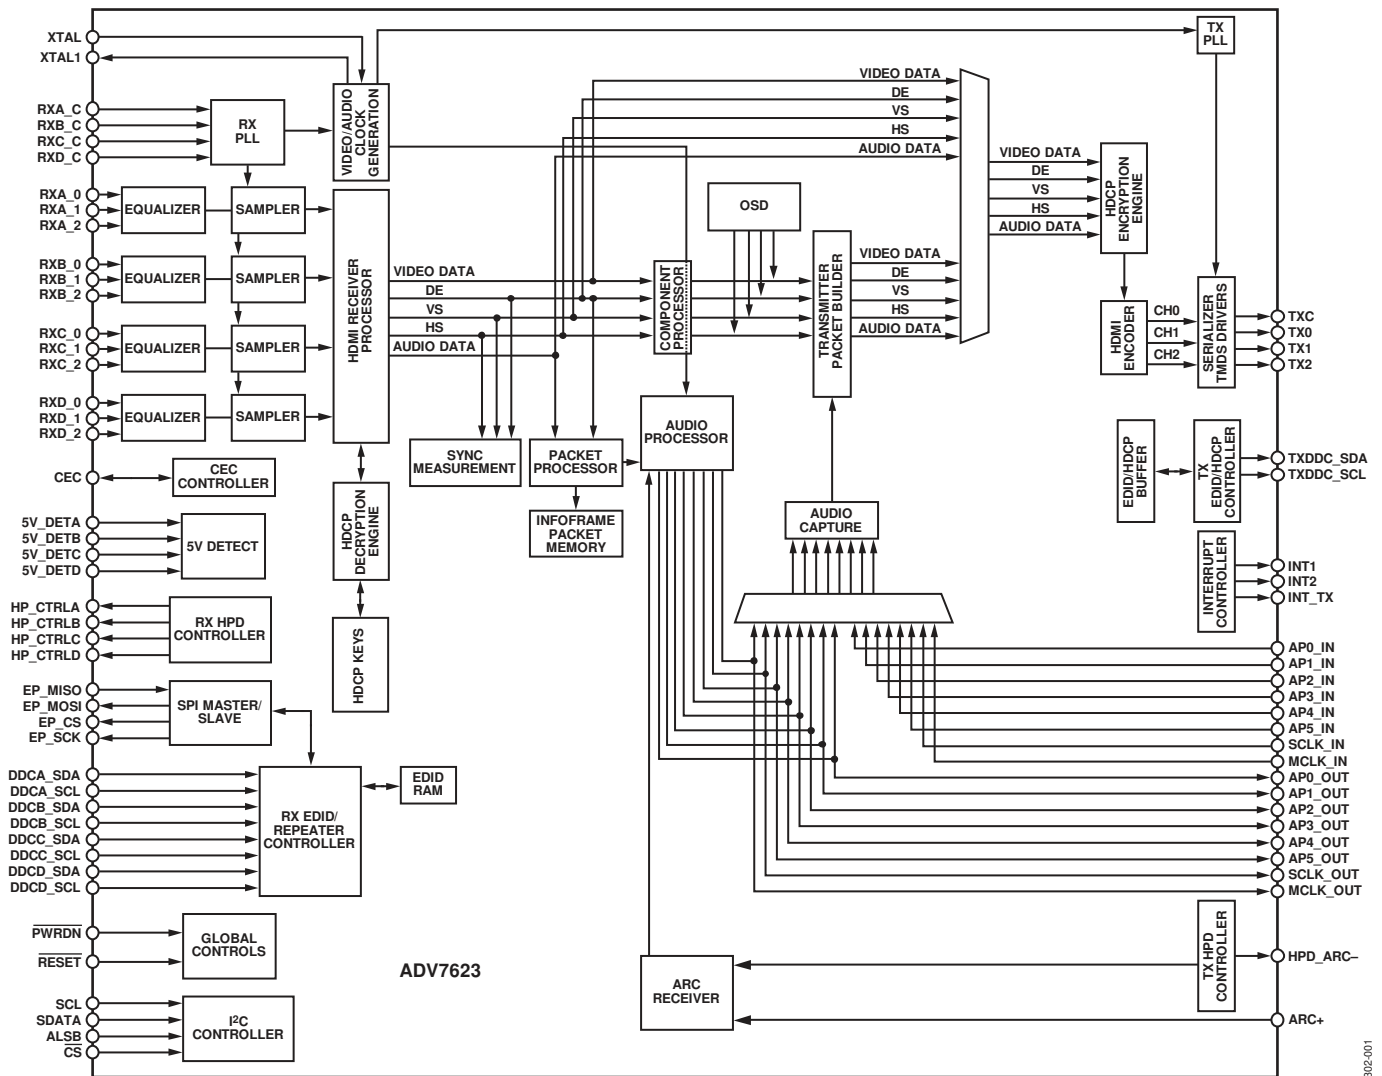 XTAL
XTAL1
RXA_C
RXB_C
RXC_C
RXD_C
RXA_0
RXA_1
RXA_2
RXB_0
RXB_1
RXB_2
RXC_0
RXC_1
RXC_2
RXD_0
RXD_1
RXD_2
CEC
5V_DETA
5V_DETB
5V_DETC
5V_DETD
HP_CTRLA
HP_CTRLB
HP_CTRLC
HP_CTRLD
EP_MISO
EP_MOSI
EP_CS
EP_SCK
DDCA_SDA
DDCA_SCL
DDCB_SDA
DDCB_SCL
DDCC_SDA
DDCC_SCL
DDCD_SDA
DDCD_SCL
PWRDN
RESET
SCL
SDATA
ALSB
CS
RX
PLL
EQUALIZER
SAMPLER
EQUALIZER
SAMPLER
EQUALIZER
SAMPLER
EQUALIZER
SAMPLER
CEC
CONTROLLER
5V DETECT
RX HPD
CONTROLLER
SPI MASTER/
SLAVE
RX EDID/
REPEATER
CONTROLLER
EDID
RAM
GLOBAL
CONTROLS
I2C
CONTROLLER
VIDEO/AUDIO
CLOCK
GENERATION
HDMI RECEIVER
PROCESSOR
HDCP
DECRYPTION
ENGINE
HDCP KEYS
VIDEO DATA
DE
VS
HS
AUDIO DATA
SYNC
MEASUREMENT
PACKET
PROCESSOR
INFOFRAME
PACKET
MEMORY
COMPONENT
PROCESSOR
AUDIO
PROCESSOR
OSD
TRANSMITTER
PACKET BUILDER
AUDIO
CAPTURE
VIDEO DATA
DE
VS
HS
AUDIO DATA
VIDEO DATA
DE
VS
HS
AUDIO DATA
VIDEO DATA
DE
VS
HS
AUDIO DATA
HDCP
ENCRYPTION
ENGINE
HDMI
ENCODER
CH0
CH1
CH2
TX
PLL
SERIALIZER
TMDS DRIVERS
EDID/HDCP
BUFFER
TX
EDID/HDCP
CONTROLLER
INTERRUPT
CONTROLLER
TX HPD
CONTROLLER
ARC
RECEIVER
ADV7623
TXC
TX0
TX1
TX2
TXDDC_SDA
TXDDC_SCL
INT1
INT2
INT_TX
AP0_IN
AP1_IN
AP2_IN
AP3_IN
AP4_IN
AP5_IN
SCLK_IN
MCLK_IN
AP0_OUT
AP1_OUT
AP2_OUT
AP3_OUT
AP4_OUT
AP5_OUT
SCLK_OUT
MCLK_OUT
HPD_ARC–
ARC+